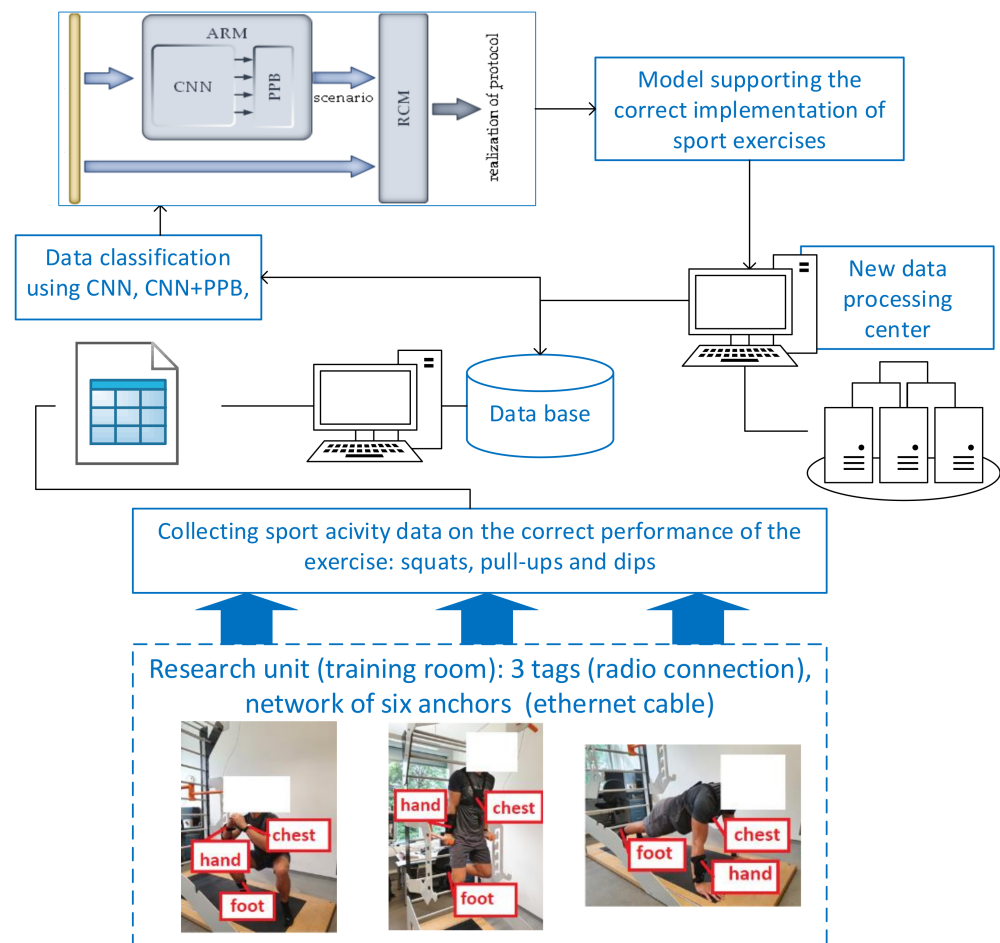 ARM
CNN
PPB
scenario
RCM
realization of protocol
Model supporting the
correct implementation of
sport exercises
Data classification
using CNN, CNN+PPB,
New data
processing
center
Data base
Collecting sport acivity data on the correct performance of the
exercise: squats, pull-ups and dips
Research unit (training room): 3 tags (radio connection),
network of six anchors (ethernet cable)
hand
chest
foot
hand
chest
foot
foot
chest
hand